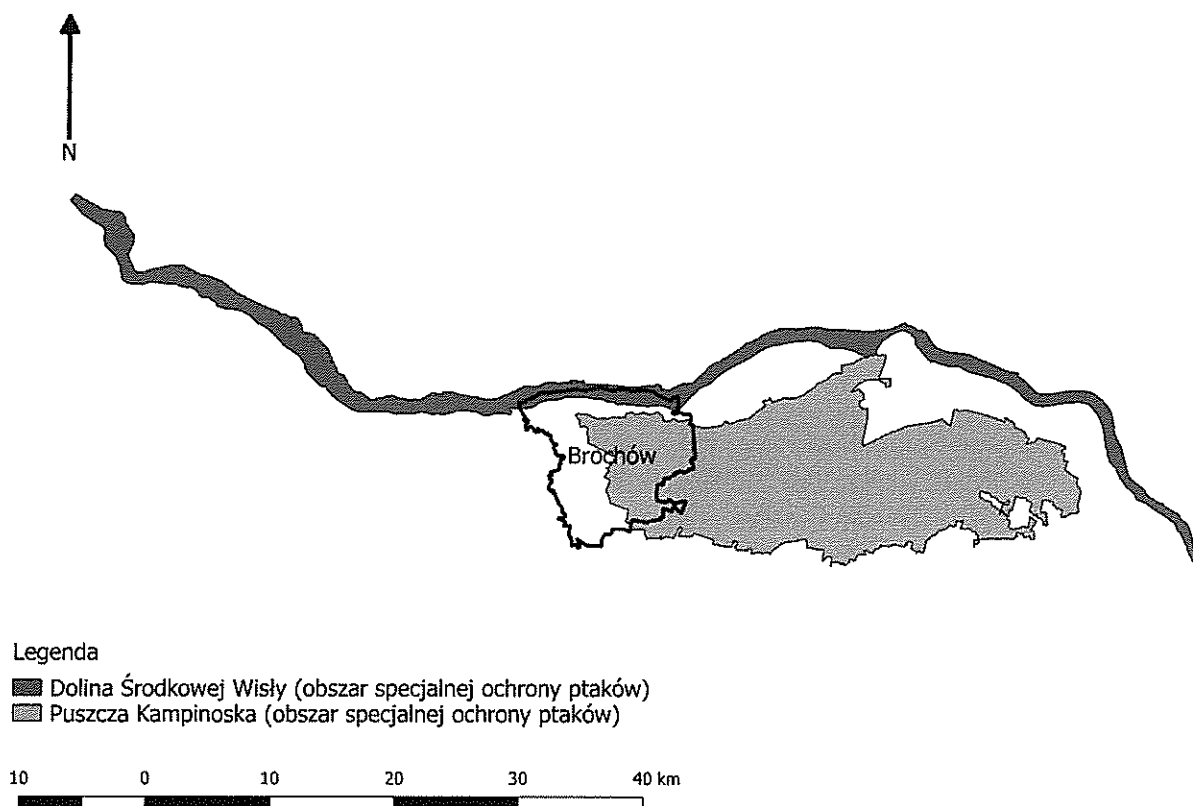 N
Brochów
Legenda
Dolina Środkowej Wisły (obszar specjalnej ochrony ptaków)
Puszcza Kampinoska (obszar specjalnej ochrony ptaków)
10 0 10 20 30 40 km